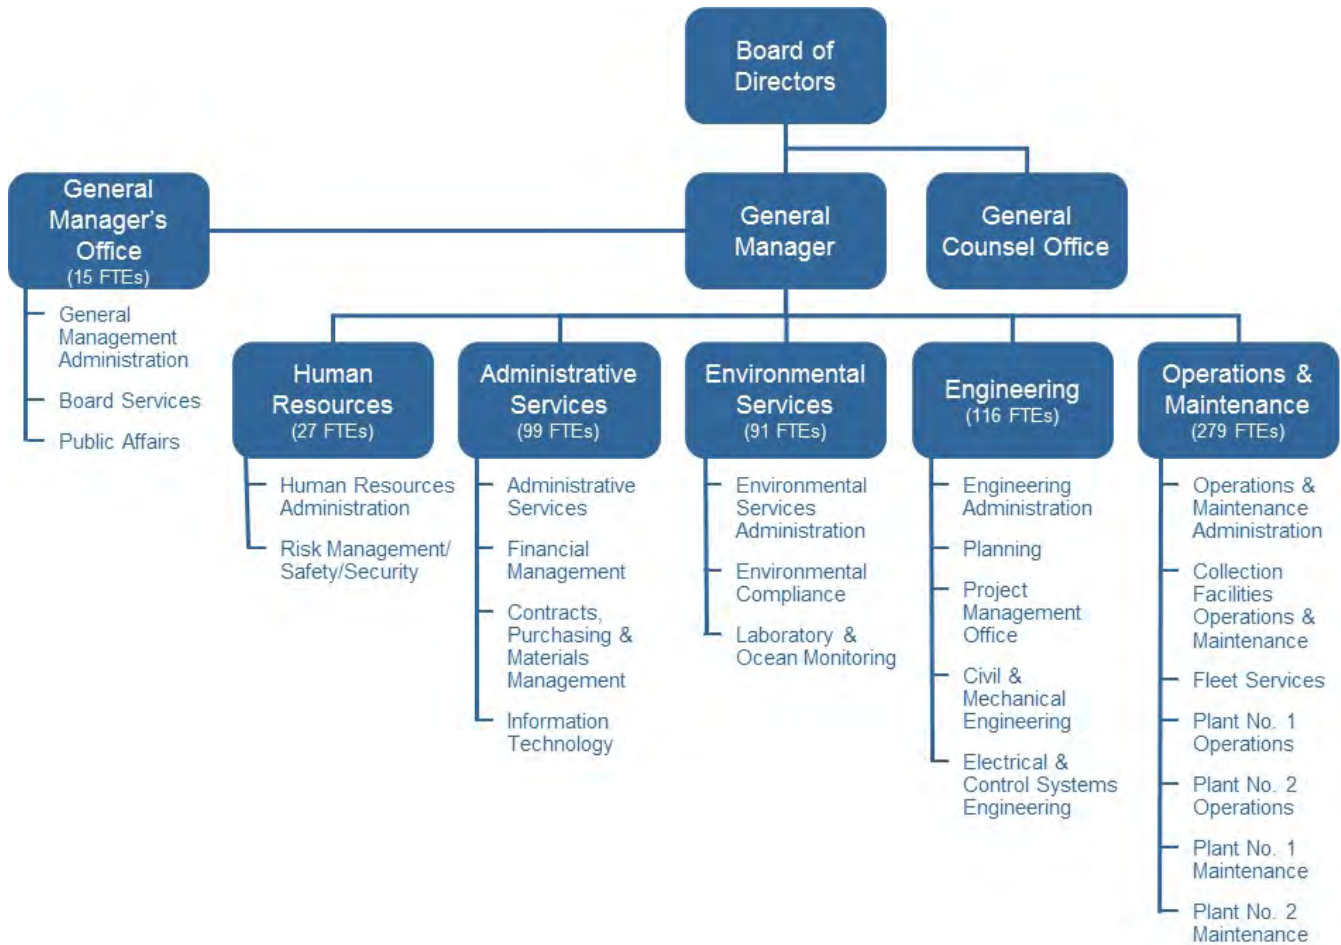 Board of
Directors
General
Manager's
Office
(15 FTEs)
General
Manager
General
Counsel Office
General
Management
Administration
Board Services
Public Affairs
Human
Resources
(27 FTEs)
Human Resources
Administration
Risk Management/
Safety/Security
Administrative
Services
(99 FTEs)
Administrative
Services
Financial
Management
Contracts,
Purchasing &
Materials
Management
Information
Technology
Environmental
Services
(91 FTEs)
Environmental
Services
Administration
Environmental
Compliance
Laboratory &
Ocean Monitoring
Engineering
(116 FTEs)
Engineering
Administration
Planning
Project
Management
Office
Civil &
Mechanical
Engineering
Electrical &
Control Systems
Engineering
Operations &
Maintenance
(279 FTEs)
Operations &
Maintenance
Administration
Collection
Facilities
Operations &
Maintenance
Fleet Services
Plant No. 1
Operations
Plant No. 2
Operations
Plant No. 1
Maintenance
Plant No. 2
Maintenance